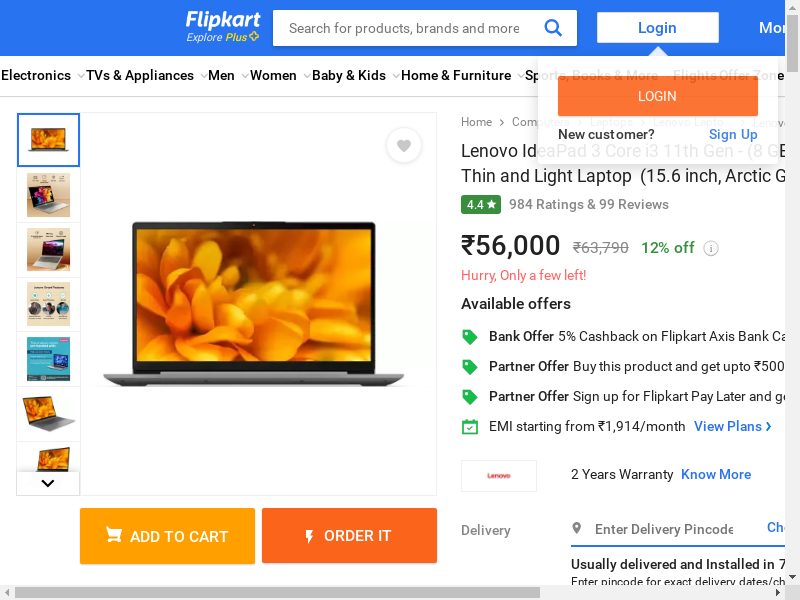 Flipkart
Explore Plus
Search for products, brands and more
Login
Mor
Electronics
TVs & Appliances
Men
Women
Baby & Kids
Home & Furniture
Sports, Books & More
Flights
Offer Zone
LOGIN
New customer?
Sign Up
Home
Computers
Laptops
Lenovo Lapto
Lenovo
Lenovo IdeaPad 3 Core i3 11th Gen - (8 GB
Thin and Light Laptop (15.6 inch, Arctic G
4.4 ★
984 Ratings & 99 Reviews
₹56,000
₹63,790
12% off
Hurry, Only a few left!
Available offers
Bank Offer 5% Cashback on Flipkart Axis Bank Ca
Partner Offer Buy this product and get upto ₹500
Partner Offer Sign up for Flipkart Pay Later and ge
EMI starting from ₹1,914/month
View Plans
Lenovo
2 Years Warranty
Know More
ADD TO CART
ORDER IT
Delivery
Enter Delivery Pincode
Che
Usually delivered and Installed in 7
Enter pincode for exact delivery dates/ch